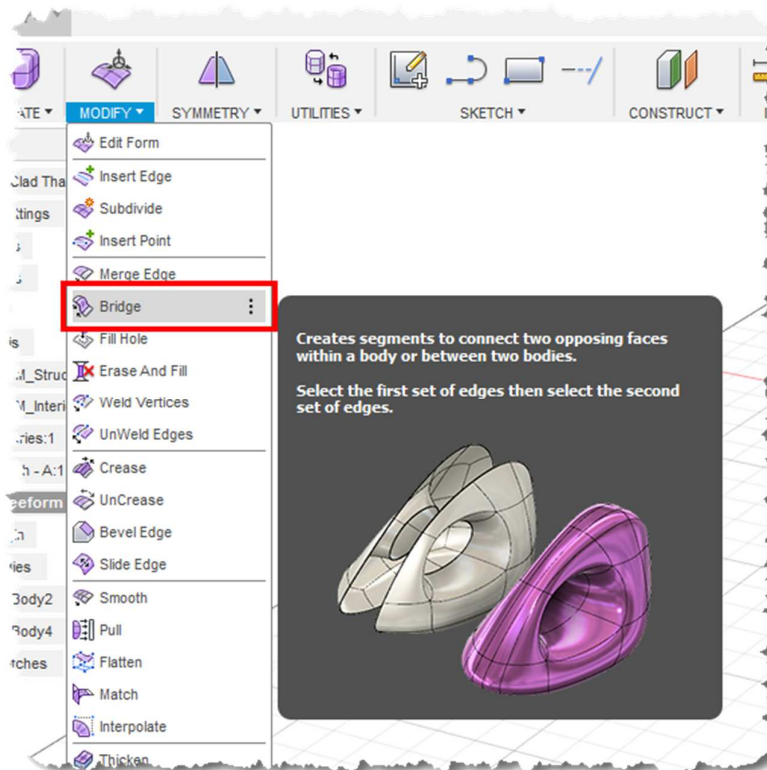 MODIFY
SYMMETRY
UTILITIES
SKETCH
CONSTRUCT
Edit Form
Insert Edge
Subdivide
Insert Point
Merge Edge
Bridge
Fill Hole
Erase And Fill
Weld Vertices
UnWeld Edges
Crease
UnCrease
Bevel Edge
Slide Edge
Smooth
Pull
Flatten
Match
Interpolate
Thicken
Creates segments to connect two opposing faces
within a body or between two bodies.
Select the first set of edges then select the second
set of edges.
Clad Tha
Body2
Body4